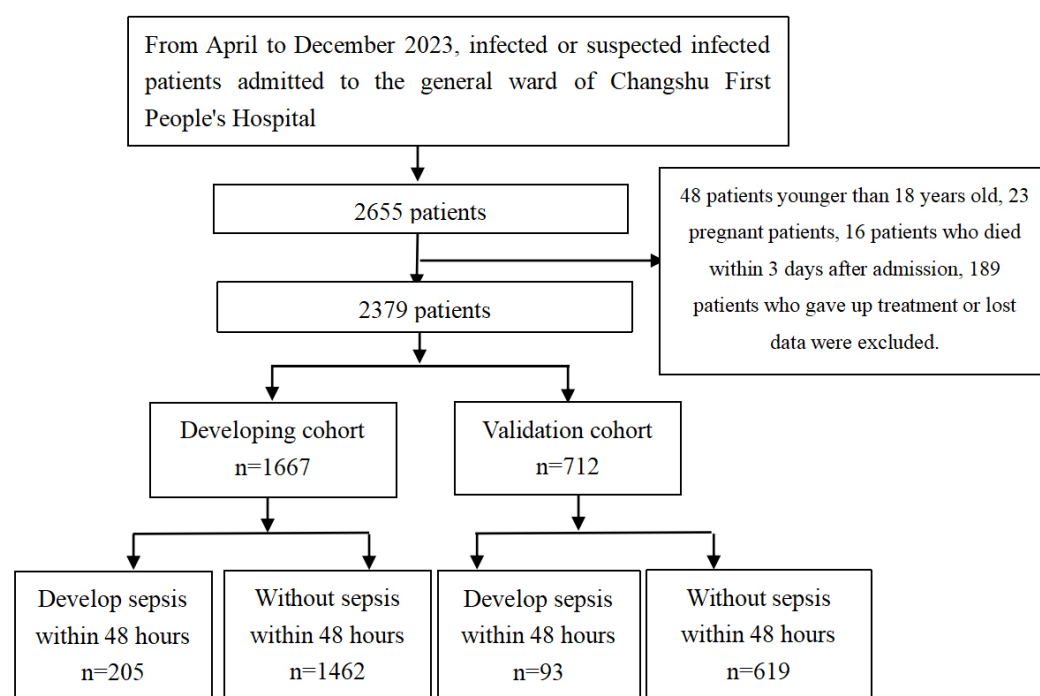 From April to December 2023, infected or suspected infected
patients admitted to the general ward of Changshu First
People's Hospital
2655 patients
48 patients younger than 18 years old, 23
pregnant patients, 16 patients who died
within 3 days after admission, 189
patients who gave up treatment or lost
data were excluded.
2379 patients
Developing cohort
n=1667
Validation cohort
n=712
Develop sepsis
within 48 hours
n=205
Without sepsis
within 48 hours
n=1462
Develop sepsis
within 48 hours
n=93
Without sepsis
within 48 hours
n=619